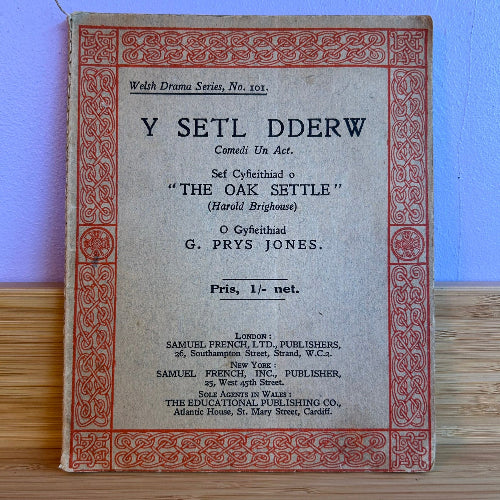 Welsh Drama Series, No. 101.
Y SETL DDERW
Comedi Un Act.
Sef Cyfieithiad o
"THE OAK SETTLE"
(Harold Brighouse)
O Gyfieithiad
G. PRYS JONES.
Pris, 1/- net.
LONDON :
SAMUEL FRENCH, LTD., PUBLISHERS,
26, Southampton Street, Strand, W.C.2.
NEW YORK :
SAMUEL FRENCH, INC., PUBLISHER,
25, West 45th Street.
SOLE AGENTS IN WALES :
THE EDUCATIONAL PUBLISHING CO.,
Atlantic House, St. Mary Street, Cardiff.